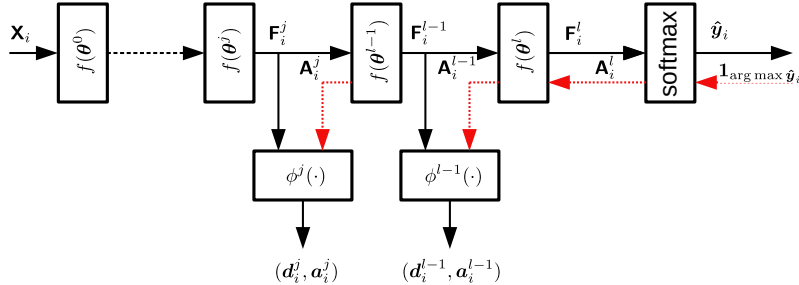 X_i F_i^j F_i^{l-1} F_i^l ŷ_i
f(θ^0) f(θ^j) f(θ^{l-1}) f(θ^l) softmax
A_i^j A_i^{l-1} A_i^l 1_{arg max ŷ_i}
φ^j(·) φ^{l-1}(·)
(d_i^j, a_i^j) (d_i^{l-1}, a_i^{l-1})